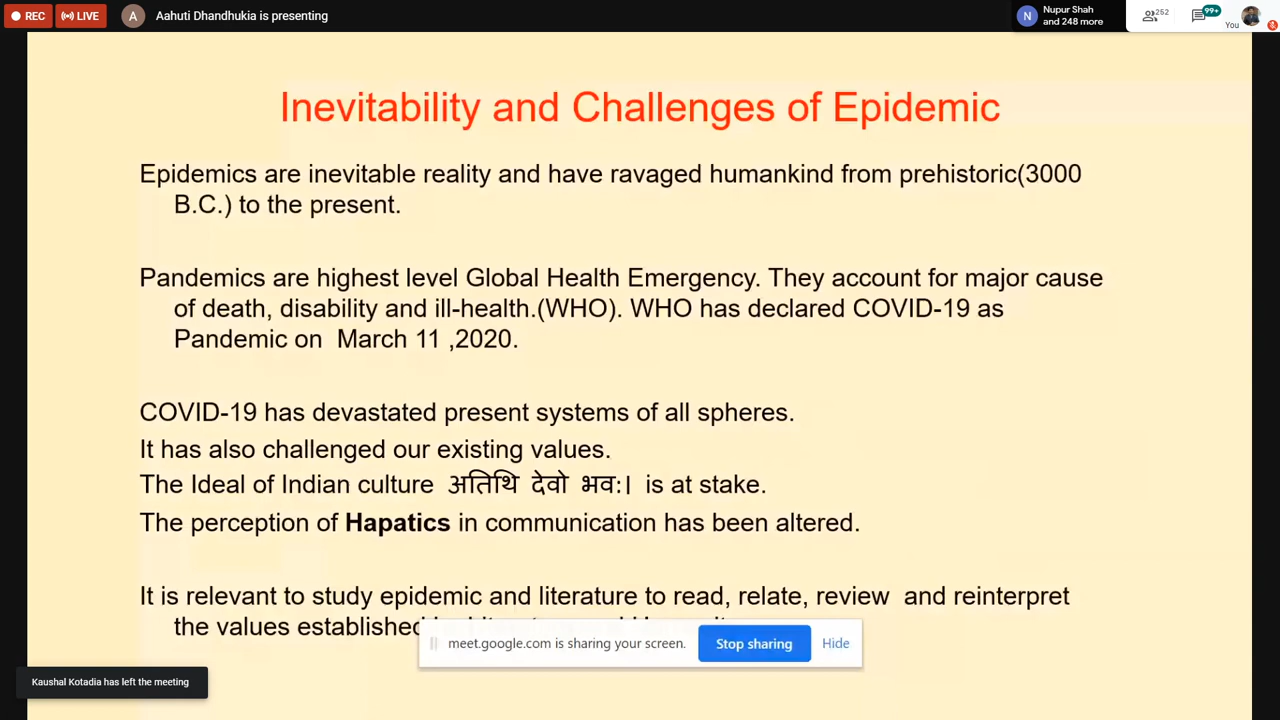 REC
LIVE
A
Aahuti Dhandhukia is presenting
N
Nupur Shah
and 248 more
252
99+
You
Inevitability and Challenges of Epidemic
Epidemics are inevitable reality and have ravaged humankind from prehistoric(3000
B.C.) to the present.
Pandemics are highest level Global Health Emergency. They account for major cause
of death, disability and ill-health.(WHO). WHO has declared COVID-19 as
Pandemic on March 11 ,2020.
COVID-19 has devastated present systems of all spheres.
It has also challenged our existing values.
The Ideal of Indian culture अतिथि देवो भव:। is at stake.
The perception of Hapatics in communication has been altered.
It is relevant to study epidemic and literature to read, relate, review and reinterpret
the values established
meet.google.com is sharing your screen.
Stop sharing
Hide
Kaushal Kotadia has left the meeting